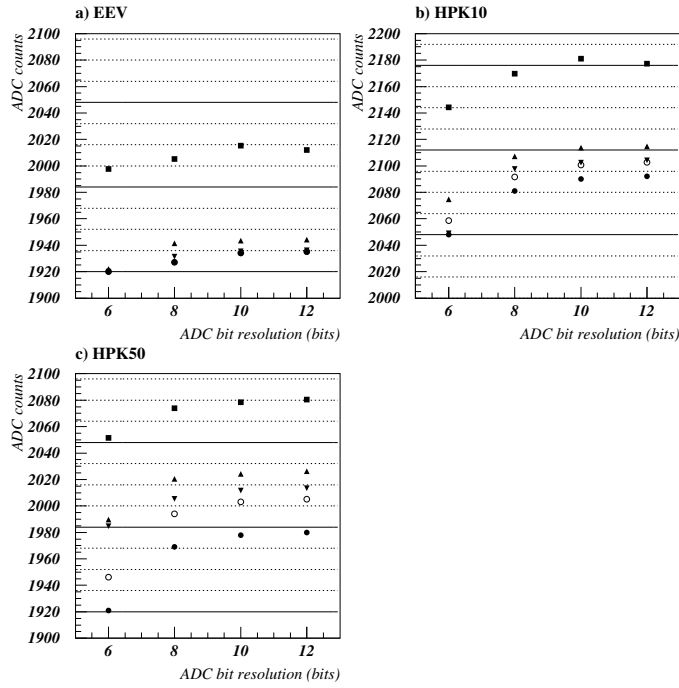 a) EEV
ADC counts
2100
2080
2060
2040
2020
2000
1980
1960
1940
1920
1900
6 8 10 12
ADC bit resolution (bits)
b) HPK10
ADC counts
2200
2180
2160
2140
2120
2100
2080
2060
2040
2020
2000
6 8 10 12
ADC bit resolution (bits)
c) HPK50
ADC counts
2100
2080
2060
2040
2020
2000
1980
1960
1940
1920
1900
6 8 10 12
ADC bit resolution (bits)